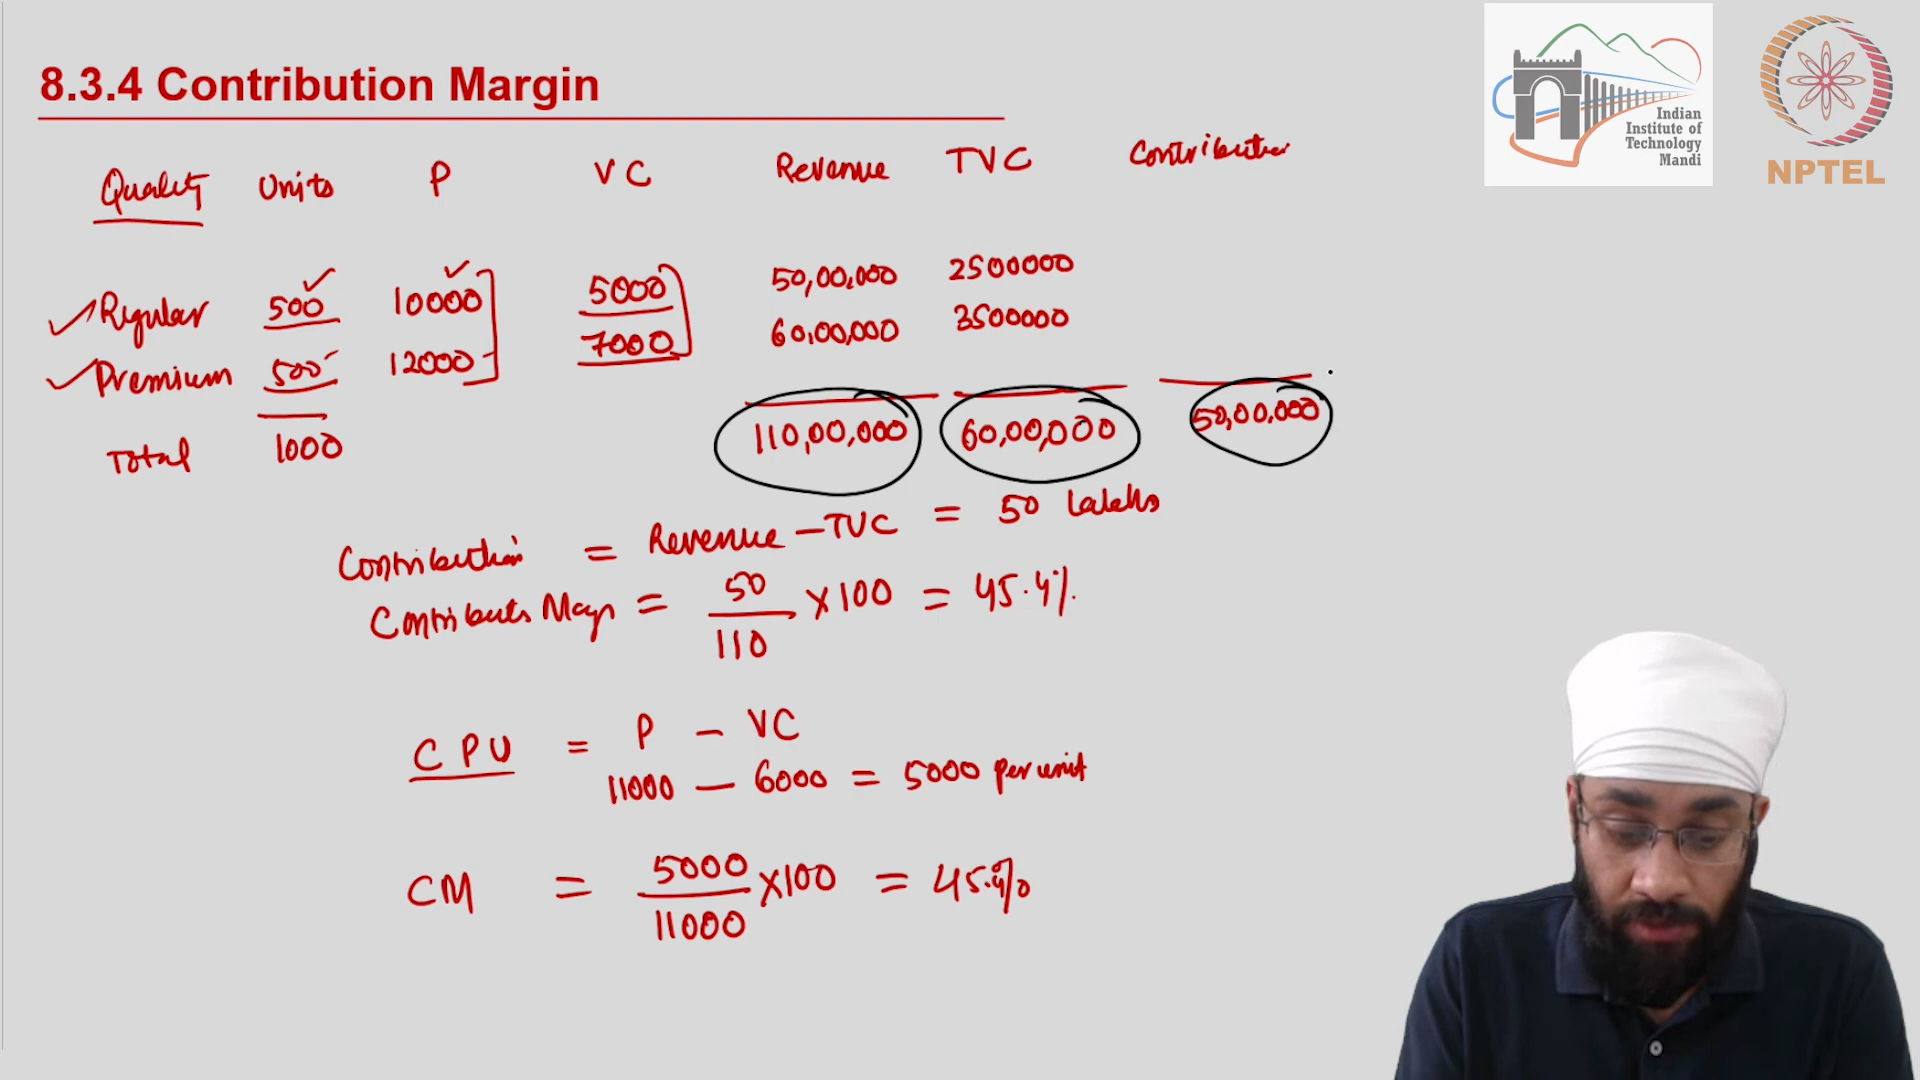 8.3.4 Contribution Margin
Indian
Institute of
Technology
Mandi
NPTEL
Quality Units P VC Revenue TVC Contribution
Regular 500 10000 5000 50,00,000 2500000
Premium 500 12000 7000 60,00,000 3500000
Total 1000 110,00,000 60,00,000 50,00,000
Contribution = Revenue - TVC = 50 lakhs
= 50/110 × 100 = 45.4%
CPU = P - VC
11000 - 6000 = 5000 per unit
CM = 5000/11000 × 100 = 45.4%